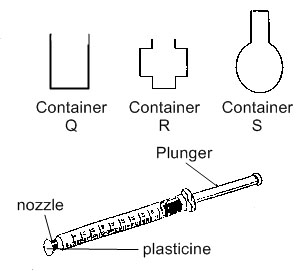 Container Q
Container R
Container S
Plunger
nozzle
plasticine